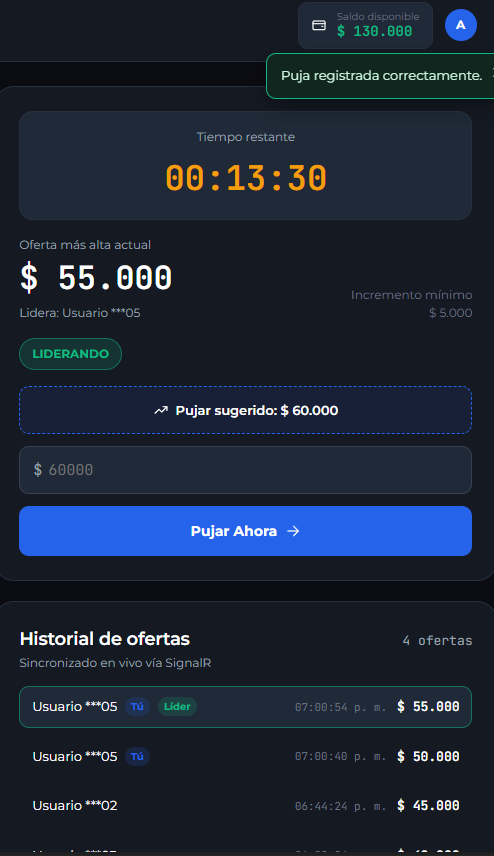 Saldo disponible
$ 130.000
A
Puja registrada correctamente.
Tiempo restante
00:13:30
Oferta más alta actual
$ 55.000
Lidera: Usuario ***05
Incremento mínimo
$ 5.000
LIDERANDO
Pujar sugerido: $ 60.000
$ 60000
Pujar Ahora →
Historial de ofertas
4 ofertas
Sincronizado en vivo vía SignalR
Usuario ***05 Tú Líder 07:00:54 p. m. $ 55.000
Usuario ***05 Tú 07:00:40 p. m. $ 50.000
Usuario ***02 06:44:24 p. m. $ 45.000